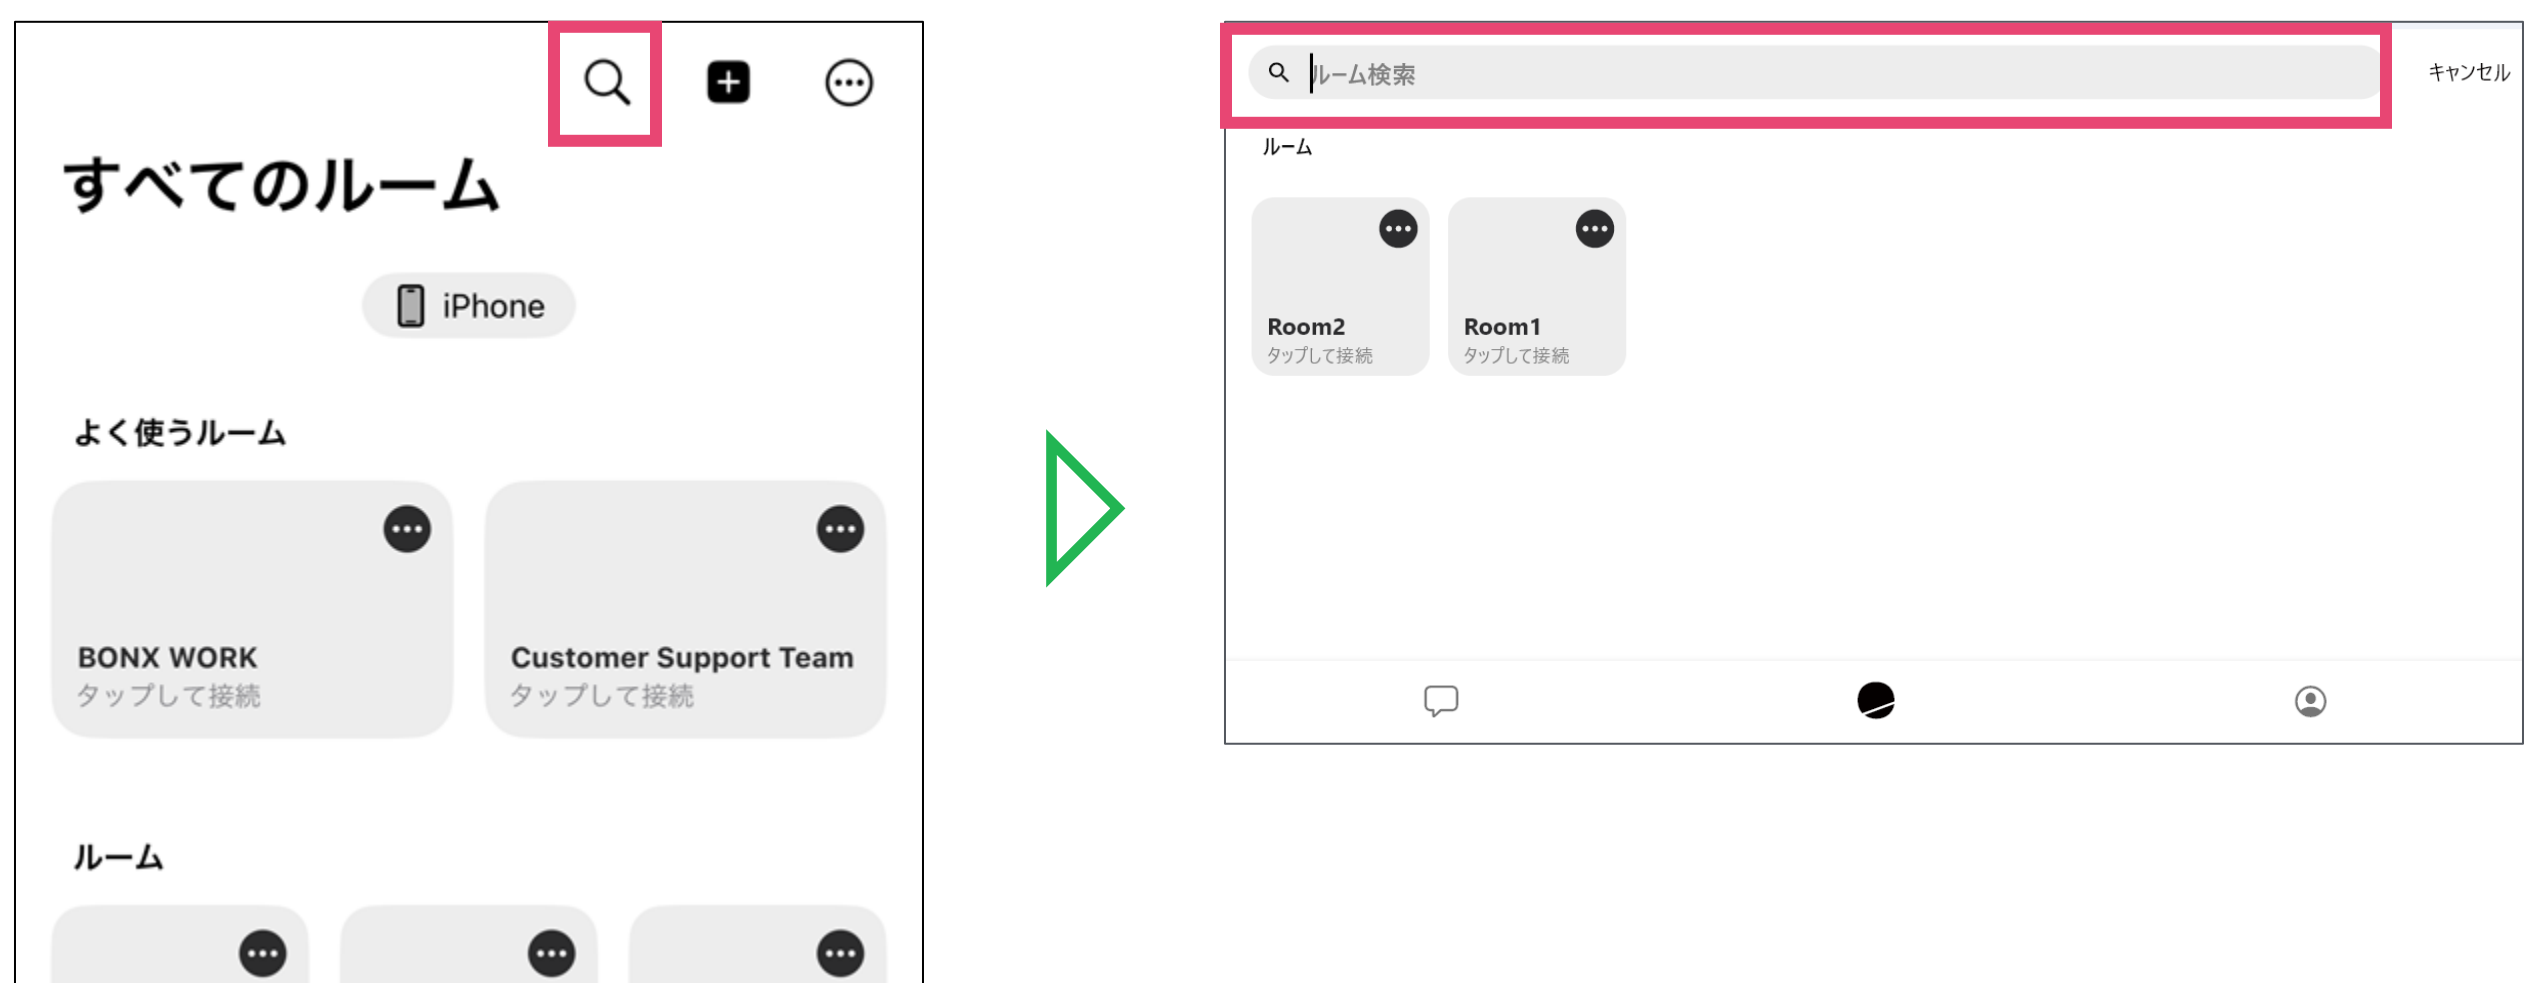 すべてのルーム
iPhone
よく使うルーム
BONX WORK
タップして接続
Customer Support Team
タップして接続
ルーム
ルーム検索
キャンセル
ルーム
Room2
タップして接続
Room1
タップして接続